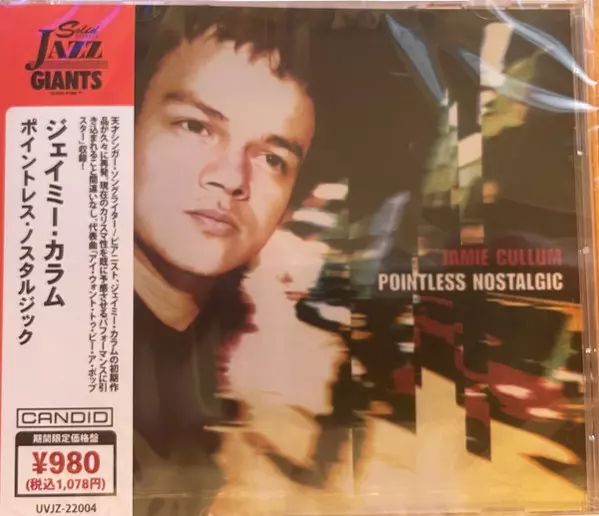 Solid
JAZZ
GIANTS
ジェイミー・カラム
ポイントレス・ノスタルジック
天才シンガー・ソングライター/ピアニスト、ジェイミー・カラムの初期作
品が久々に再発。現在のカリスマ性を既に予感させるパフォーマンスに引
き込まれること間違いなし。代表曲「アイ・ウォント・トゥ・ビー・ア・ポップ
スター」収録!
JAMIE CULLUM
POINTLESS NOSTALGIC
CANDID
期間限定価格盤
¥980
(税込1,078円)
UVJZ-22004